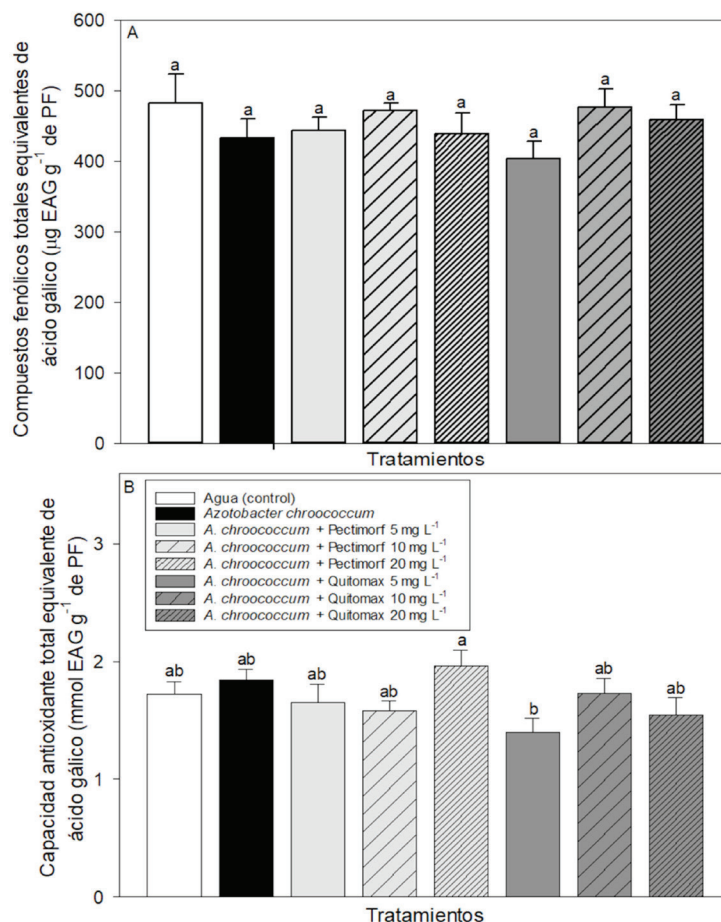 Compuestos fenólicos totales equivalentes de
ácido gálico (µg EAG g⁻¹ de PF)
600
500
400
300
200
100
0
A
a
a
a
a
a
a
a
a
Tratamientos
Capacidad antioxidante total equivalente de
ácido gálico (mmol EAG g⁻¹ de PF)
3
2
1
0
B
Agua (control)
Azotobacter chroococcum
A. chroococcum + Pectimorf 5 mg L⁻¹
A. chroococcum + Pectimorf 10 mg L⁻¹
A. chroococcum + Pectimorf 20 mg L⁻¹
A. chroococcum + Quitomax 5 mg L⁻¹
A. chroococcum + Quitomax 10 mg L⁻¹
A. chroococcum + Quitomax 20 mg L⁻¹
ab
ab
ab
ab
a
b
ab
ab
Tratamientos